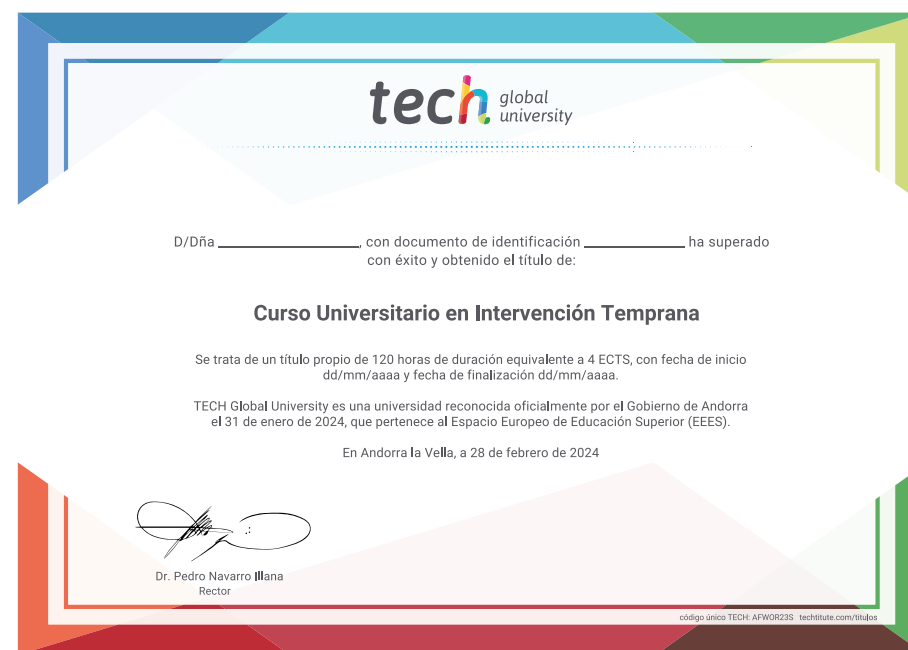 tech global university
D/Dña ____________________, con documento de identificación ______________ ha superado
con éxito y obtenido el título de:
Curso Universitario en Intervención Temprana
Se trata de un título propio de 120 horas de duración equivalente a 4 ECTS, con fecha de inicio
dd/mm/aaaa y fecha de finalización dd/mm/aaaa.
TECH Global University es una universidad reconocida oficialmente por el Gobierno de Andorra
el 31 de enero de 2024, que pertenece al Espacio Europeo de Educación Superior (EEES).
En Andorra la Vella, a 28 de febrero de 2024
Dr. Pedro Navarro Illana
Rector
código único TECH: AFWOR23S techtitute.com/titulos